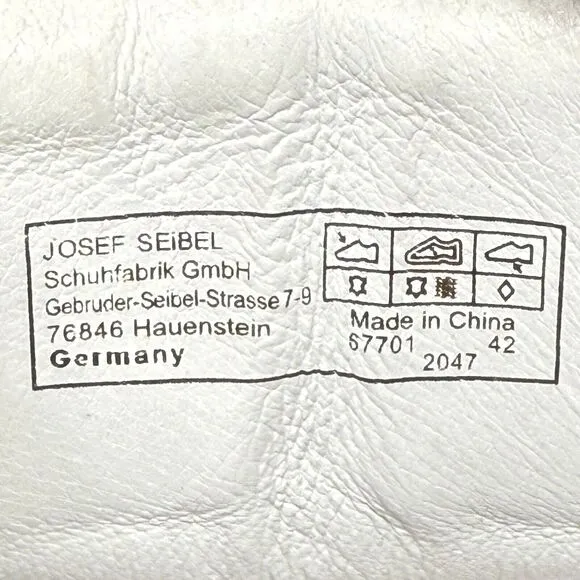 JOSEF SEiBEL
Schuhfabrik GmbH
Gebruder-Seibel-Strasse 7-9
76846 Hauenstein
Germany
Made in China
67701 42
2047